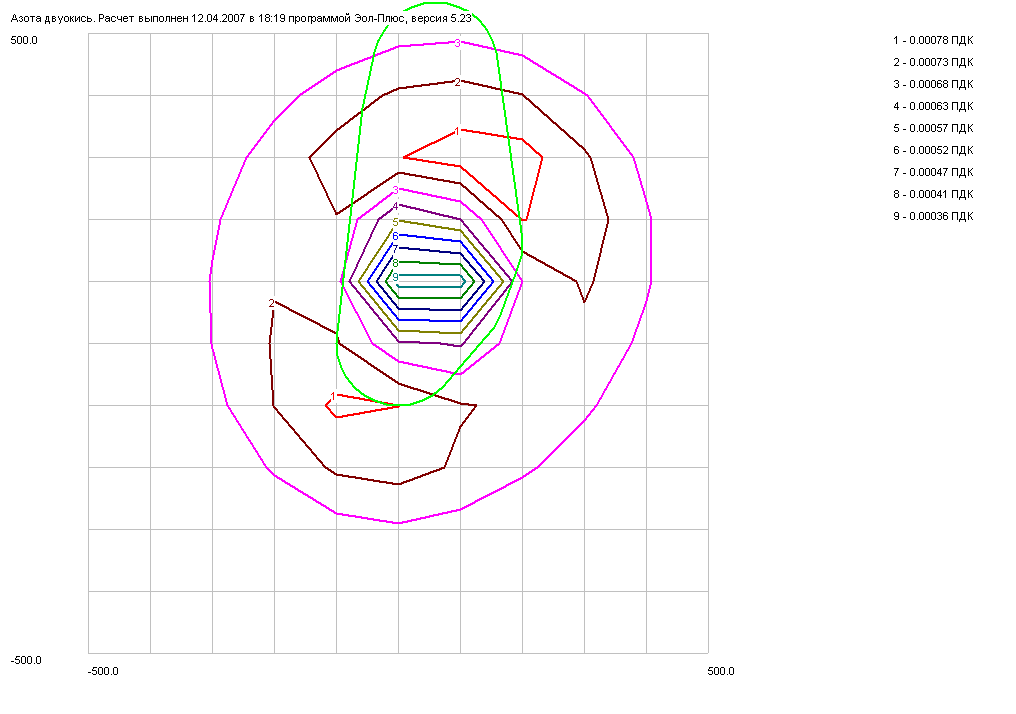 Азота двуокись. Расчет выполнен 12.04.2007 в 18:19 программой Эол-Плюс, версия 5.23
500.0
1 - 0.00078 ПДК
2 - 0.00073 ПДК
3 - 0.00068 ПДК
4 - 0.00063 ПДК
5 - 0.00057 ПДК
6 - 0.00052 ПДК
7 - 0.00047 ПДК
8 - 0.00041 ПДК
9 - 0.00036 ПДК
3
2
1
3
4
5
6
7
8
9
2
1
-500.0
-500.0
500.0